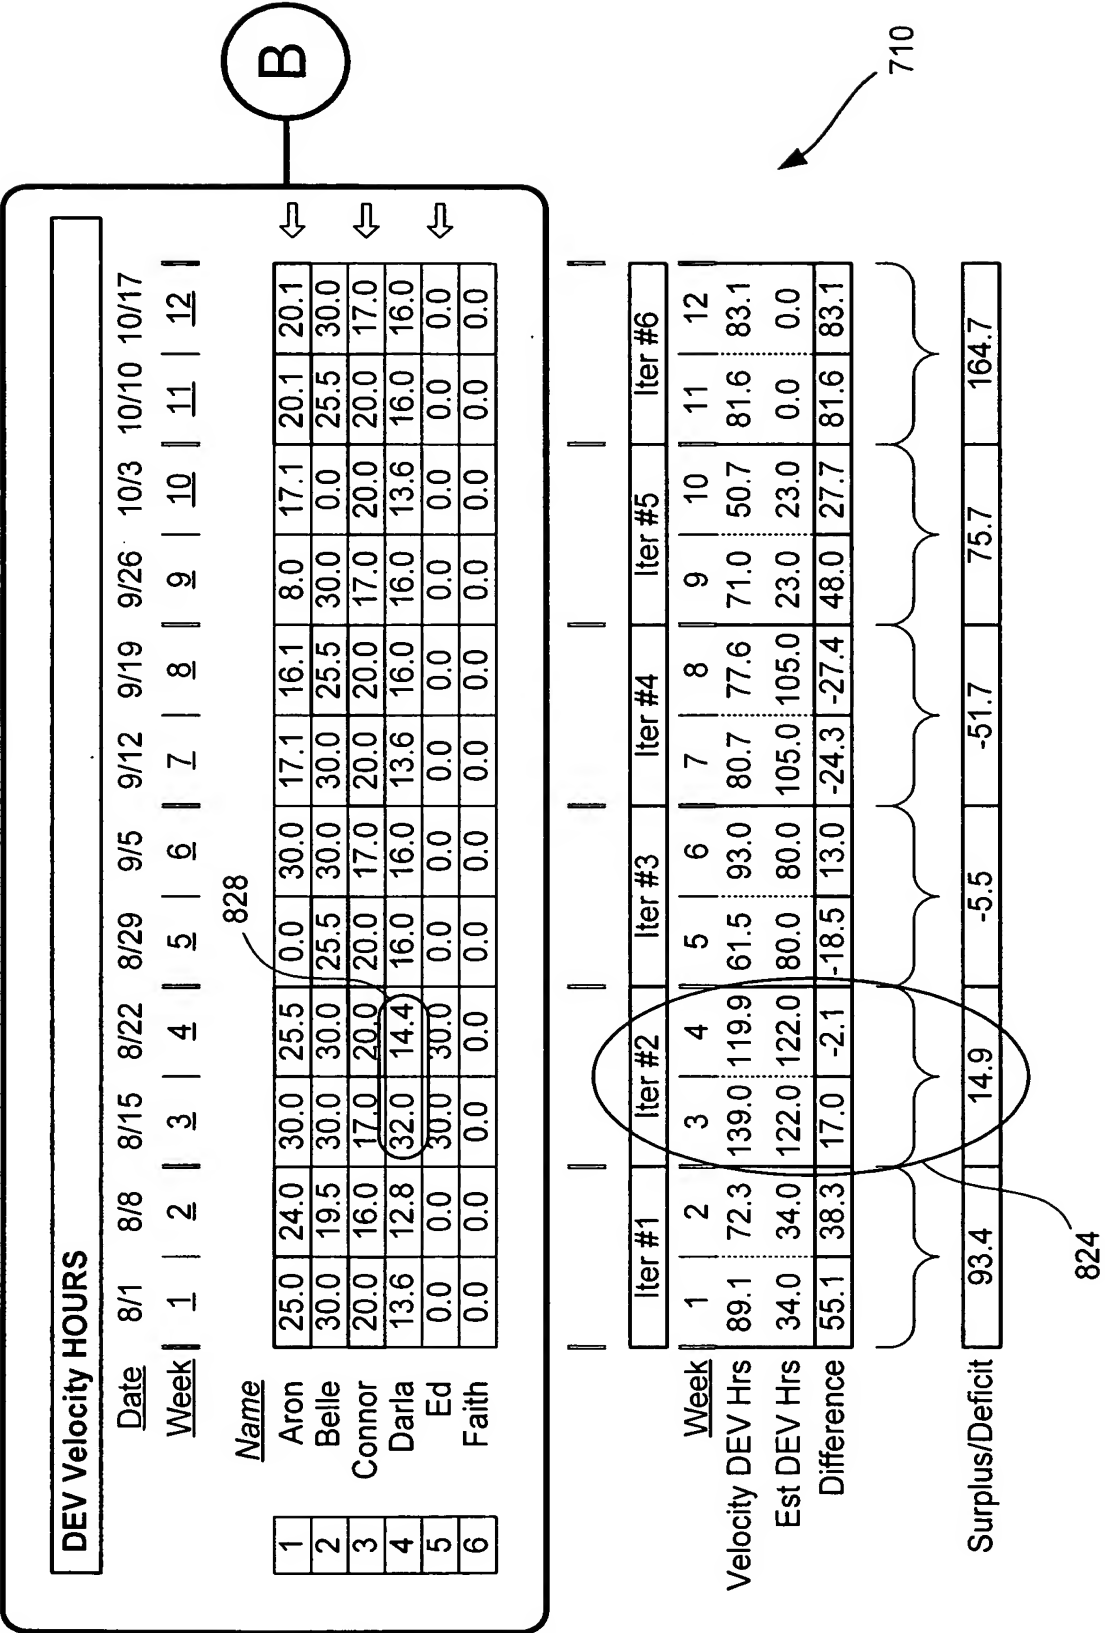 DEV Velocity HOURS
B
Date 8/1 8/8 8/15 8/22 8/29 9/5 9/12 9/19 9/26 10/3 10/10 10/17
Week 1 2 3 4 5 6 7 8 9 10 11 12
828
Name
1 Aron 25.0 24.0 30.0 25.5 0.0 30.0 17.1 16.1 8.0 17.1 20.1 20.1
2 Belle 30.0 19.5 30.0 30.0 25.5 30.0 30.0 25.5 30.0 0.0 25.5 30.0
3 Connor 20.0 16.0 17.0 20.0 20.0 17.0 20.0 20.0 17.0 20.0 20.0 17.0
4 Darla 13.6 12.8 32.0 14.4 16.0 16.0 13.6 16.0 16.0 13.6 16.0 16.0
5 Ed 0.0 0.0 30.0 30.0 0.0 0.0 0.0 0.0 0.0 0.0 0.0 0.0
6 Faith 0.0 0.0 0.0 0.0 0.0 0.0 0.0 0.0 0.0 0.0 0.0 0.0
Iter #1 Iter #2 Iter #3 Iter #4 Iter #5 Iter #6
Week 1 2 3 4 5 6 7 8 9 10 11 12
Velocity DEV Hrs 89.1 72.3 139.0 119.9 61.5 93.0 80.7 77.6 71.0 50.7 81.6 83.1
Est DEV Hrs 34.0 34.0 122.0 122.0 80.0 80.0 105.0 105.0 23.0 23.0 0.0 0.0
Difference 55.1 38.3 17.0 -2.1 -18.5 13.0 -24.3 -27.4 48.0 27.7 81.6 83.1
Surplus/Deficit 93.4 14.9 -5.5 -51.7 75.7 164.7
824
710